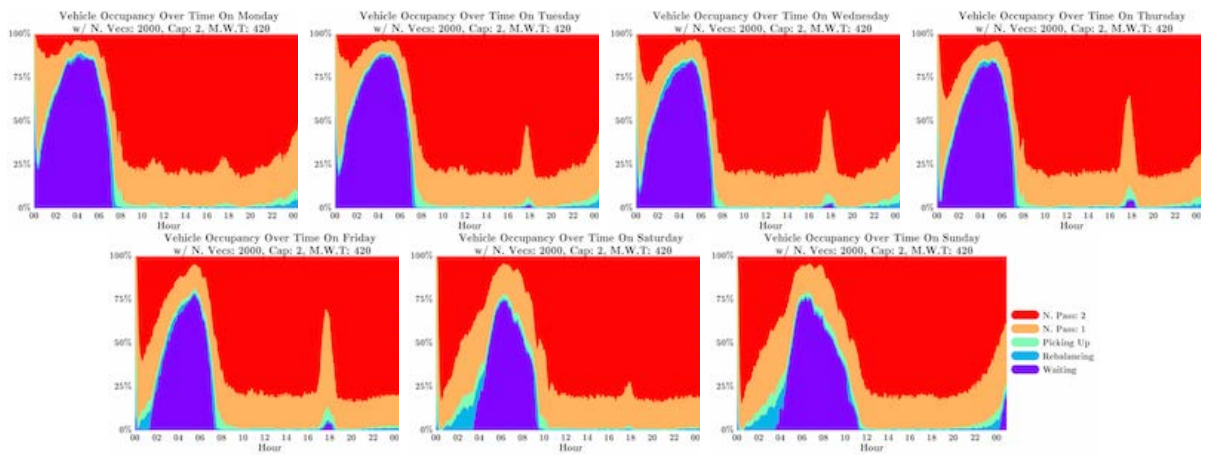 Vehicle Occupancy Over Time On Monday
w/ N. Vecs: 2000, Cap: 2, M.W.T: 420
100%
75%
50%
25%
0%
00 02 04 06 08 10 12 14 16 18 20 22 00
Hour
Vehicle Occupancy Over Time On Tuesday
w/ N. Vecs: 2000, Cap: 2, M.W.T: 420
100%
75%
50%
25%
0%
00 02 04 06 08 10 12 14 16 18 20 22 00
Hour
Vehicle Occupancy Over Time On Wednesday
w/ N. Vecs: 2000, Cap: 2, M.W.T: 420
100%
75%
50%
25%
0%
00 02 04 06 08 10 12 14 16 18 20 22 00
Hour
Vehicle Occupancy Over Time On Thursday
w/ N. Vecs: 2000, Cap: 2, M.W.T: 420
100%
75%
50%
25%
0%
00 02 04 06 08 10 12 14 16 18 20 22 00
Hour
Vehicle Occupancy Over Time On Friday
w/ N. Vecs: 2000, Cap: 2, M.W.T: 420
100%
75%
50%
25%
0%
00 02 04 06 08 10 12 14 16 18 20 22 00
Hour
Vehicle Occupancy Over Time On Saturday
w/ N. Vecs: 2000, Cap: 2, M.W.T: 420
100%
75%
50%
25%
0%
00 02 04 06 08 10 12 14 16 18 20 22 00
Hour
Vehicle Occupancy Over Time On Sunday
w/ N. Vecs: 2000, Cap: 2, M.W.T: 420
100%
75%
50%
25%
0%
00 02 04 06 08 10 12 14 16 18 20 22 00
Hour
N. Pass: 2
N. Pass: 1
Picking Up
Rebalancing
Waiting